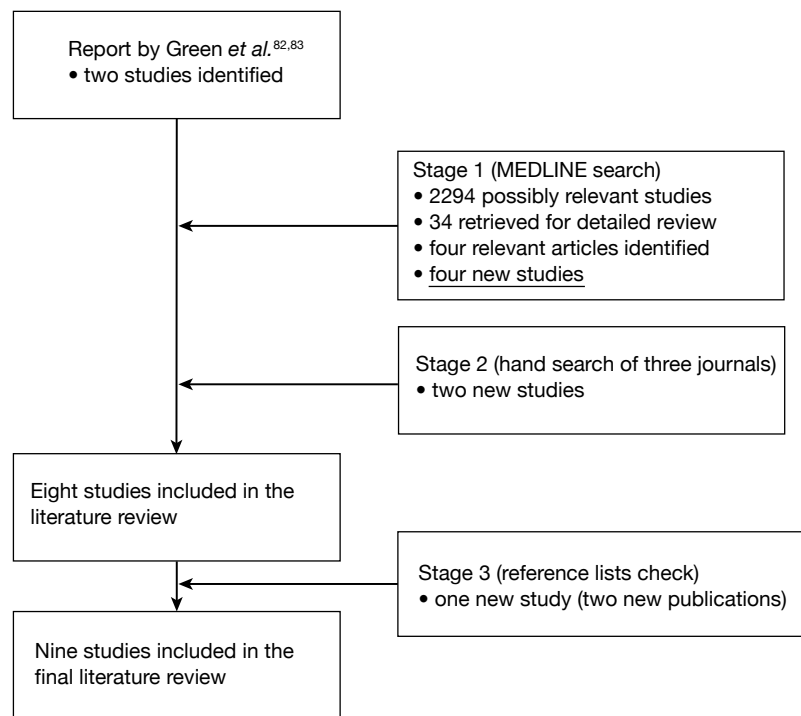 Report by Green et al.82,83
• two studies identified
Stage 1 (MEDLINE search)
• 2294 possibly relevant studies
• 34 retrieved for detailed review
• four relevant articles identified
• four new studies
Stage 2 (hand search of three journals)
• two new studies
Eight studies included in the
literature review
Stage 3 (reference lists check)
• one new study (two new publications)
Nine studies included in the
final literature review